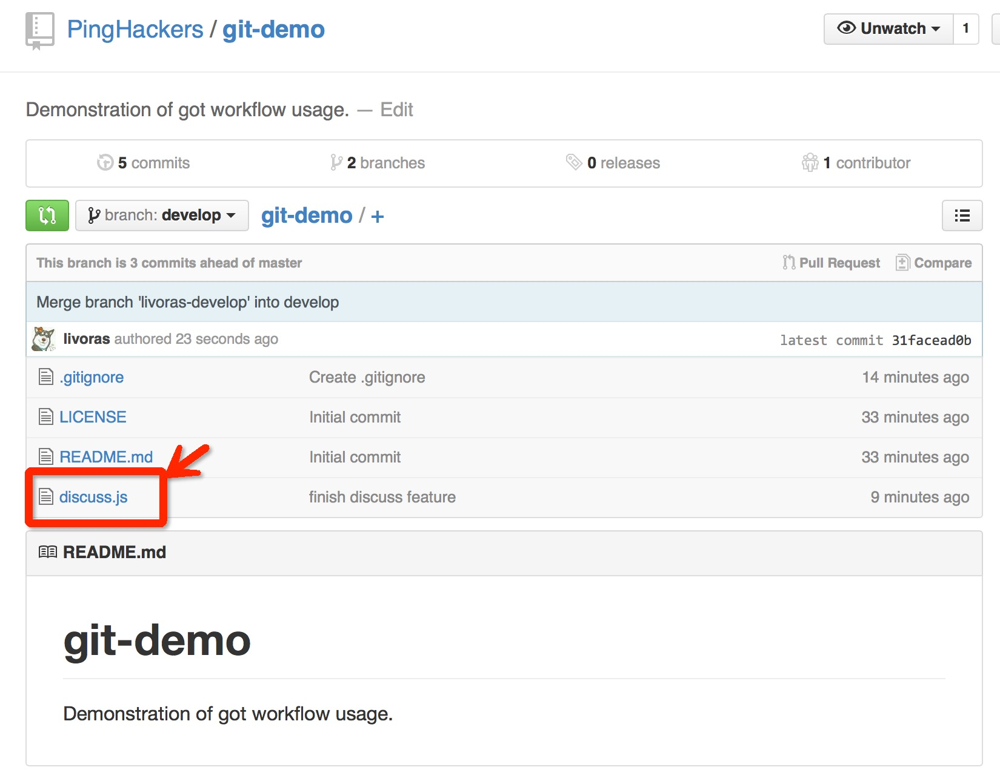 PingHackers / git-demo
Unwatch 1
Demonstration of got workflow usage. — Edit
5 commits 2 branches 0 releases 1 contributor
branch: develop git-demo / +
This branch is 3 commits ahead of master Pull Request Compare
Merge branch 'livoras-develop' into develop
livoras authored 23 seconds ago latest commit 31facead0b
.gitignore Create .gitignore 14 minutes ago
LICENSE Initial commit 33 minutes ago
README.md Initial commit 33 minutes ago
discuss.js finish discuss feature 9 minutes ago
README.md
git-demo
Demonstration of got workflow usage.